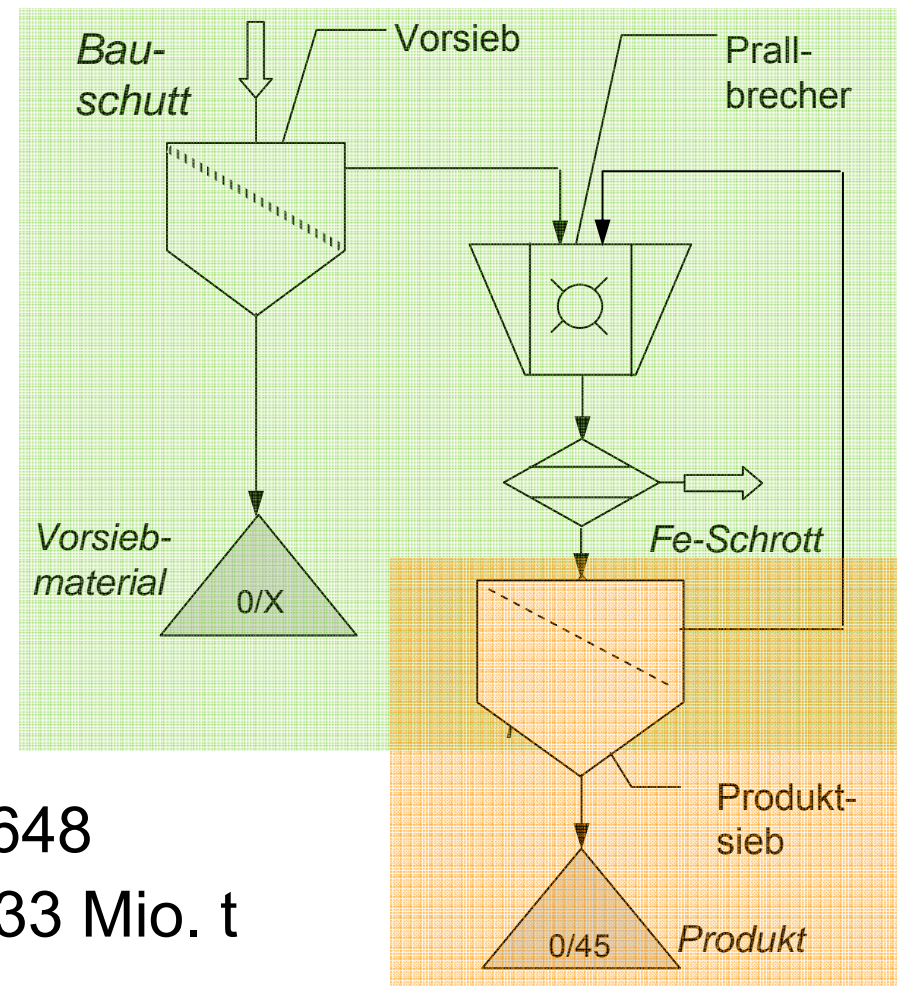 Bau-
schutt
Vorsieb
Prall-
brecher
Vorsieb-
material
0/X
Fe-Schrott
Produkt-
sieb
648
33 Mio. t
0/45
Produkt